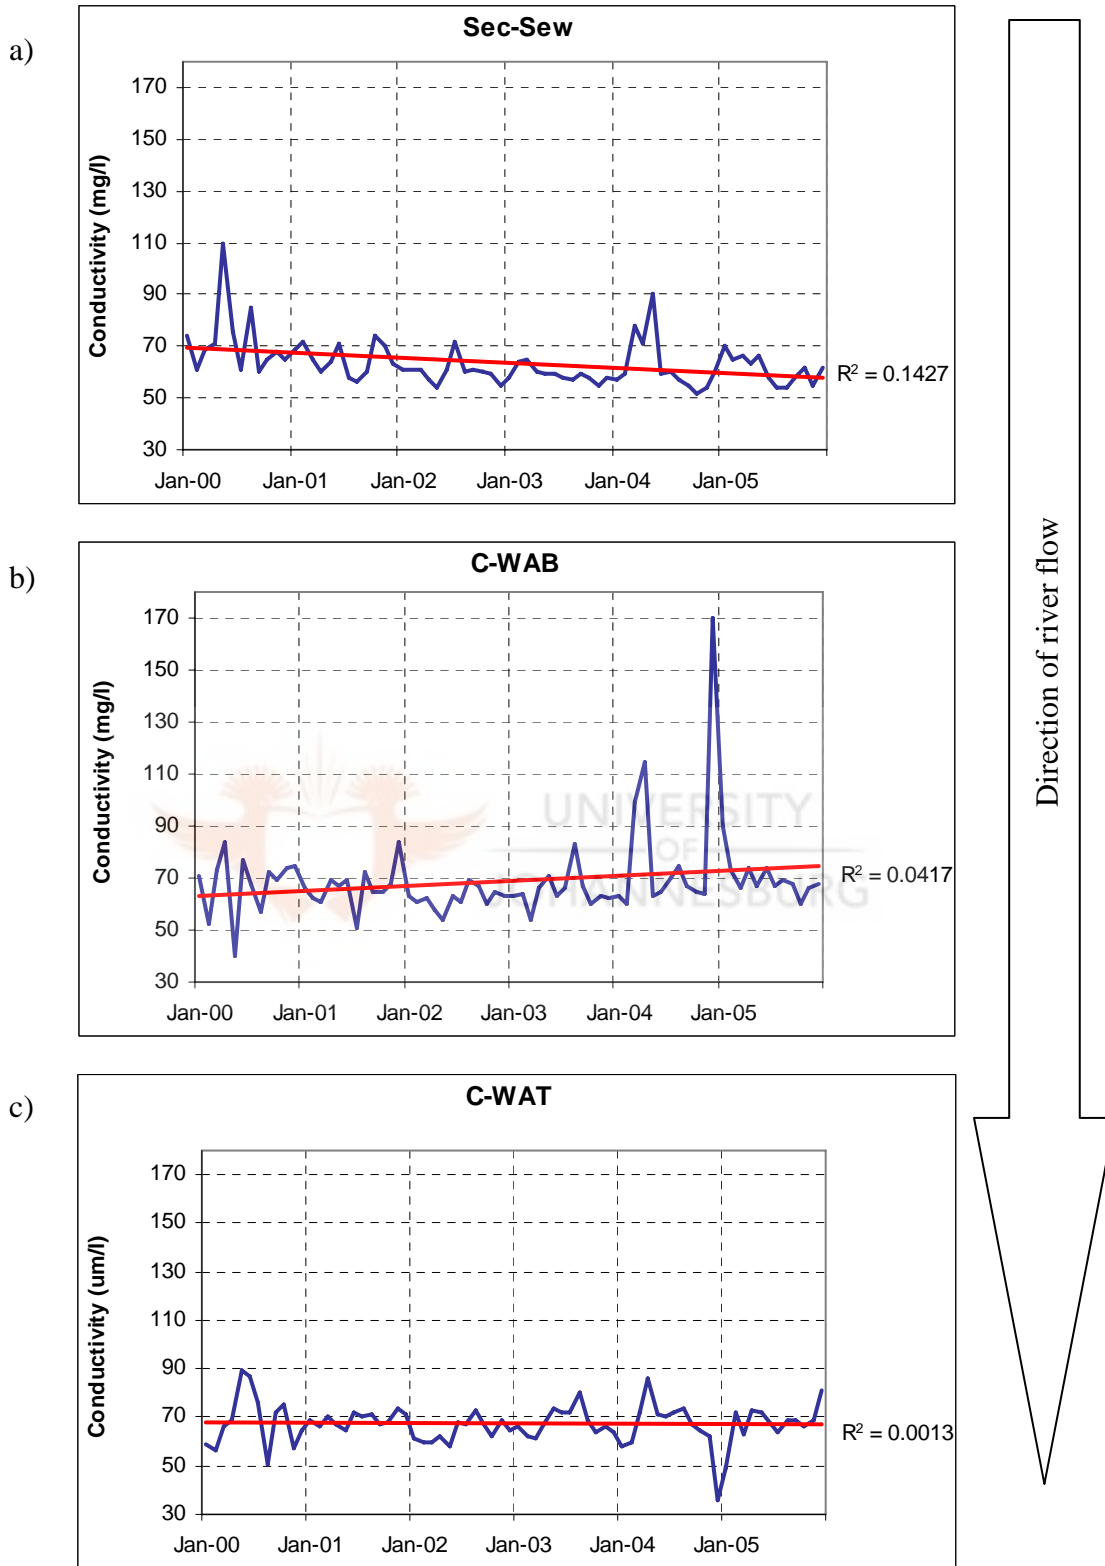 a)
Sec-Sew
Conductivity (mg/l)
170
150
130
110
90
70
50
30
Jan-00 Jan-01 Jan-02 Jan-03 Jan-04 Jan-05
R² = 0.1427
b)
C-WAB
Conductivity (mg/l)
170
150
130
110
90
70
50
30
Jan-00 Jan-01 Jan-02 Jan-03 Jan-04 Jan-05
R² = 0.0417
UNIVERSITY
OF
JOHANNESBURG
c)
C-WAT
Conductivity (um/l)
170
150
130
110
90
70
50
30
Jan-00 Jan-01 Jan-02 Jan-03 Jan-04 Jan-05
R² = 0.0013
Direction of river flow